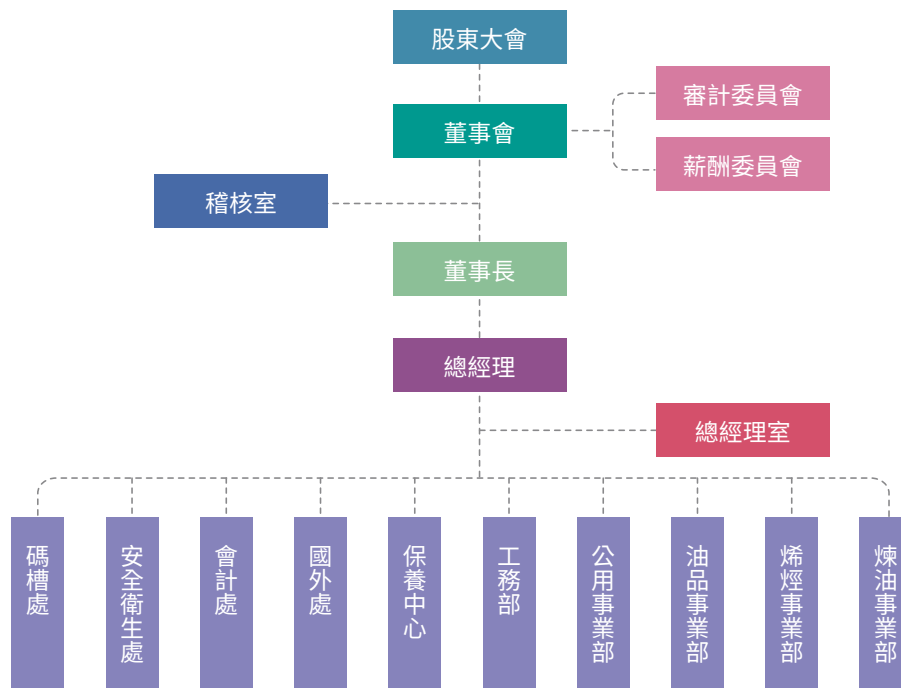 股東大會
審計委員會
董事會
薪酬委員會
稽核室
董事長
總經理
總經理室
碼槽處
安全衛生處
會計處
國外處
保養中心
工務部
公用事業部
油品事業部
烯烴事業部
煉油事業部